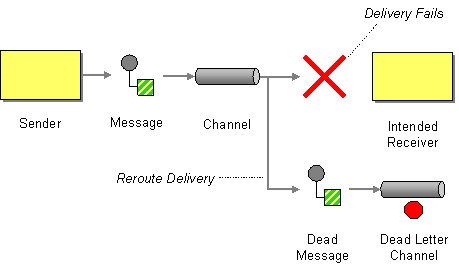 Delivery Fails
Sender
Message
Channel
Intended
Receiver
Reroute Delivery
Dead
Message
Dead Letter
Channel